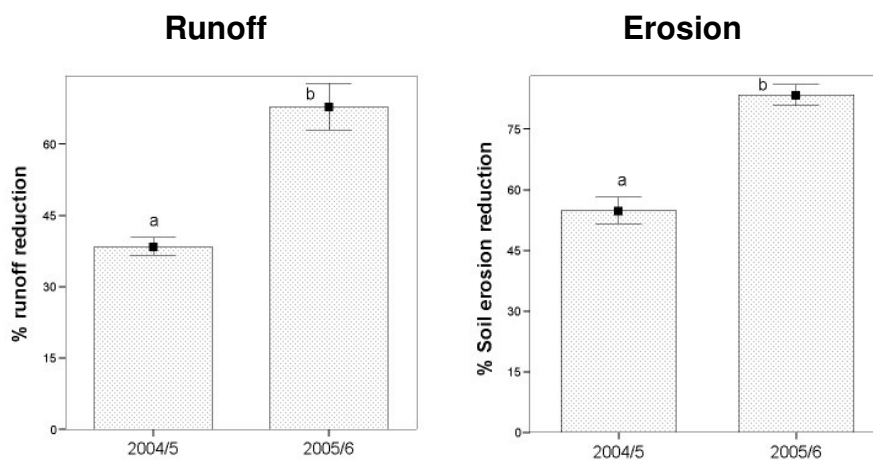 Runoff
% runoff reduction
60
45
30
15
0
a
b
2004/5
2005/6
Erosion
% Soil erosion reduction
75
60
45
30
15
0
a
b
2004/5
2005/6